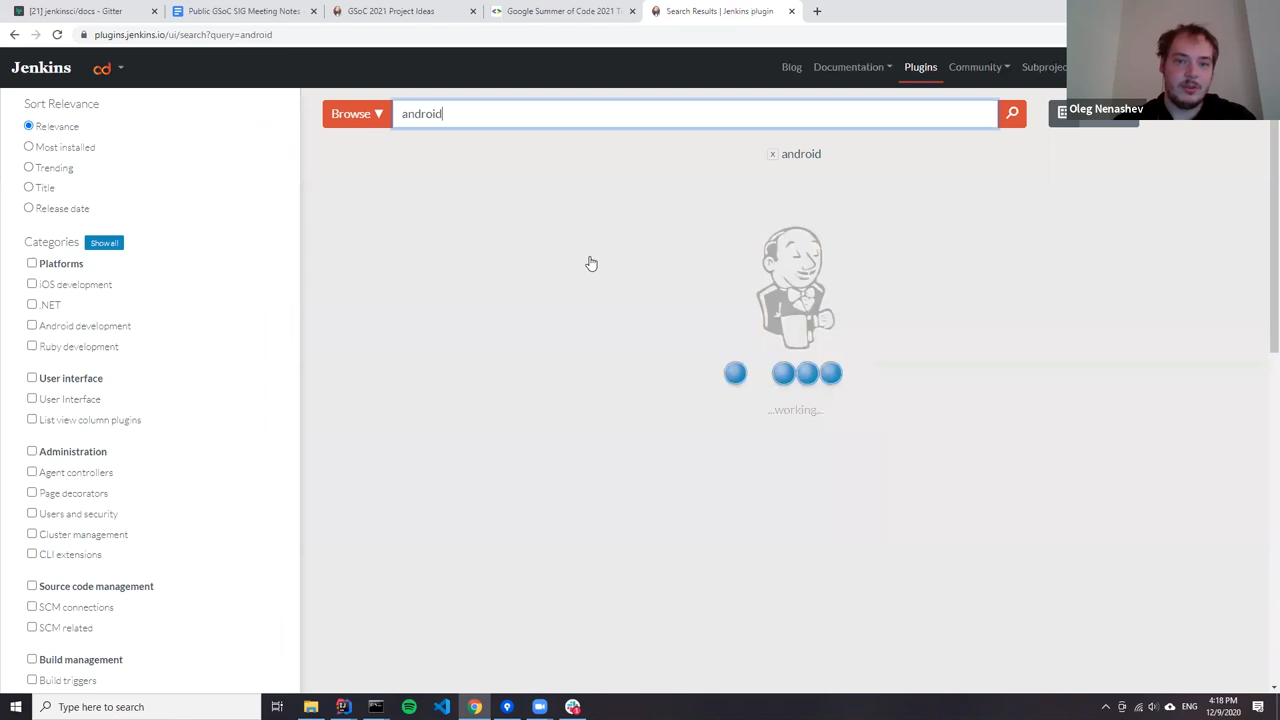 [21] jenkinsci/docs - Gitter
Public GSoC SIG Meeting Notes -
GSoC 2021 Project Ideas
Google Summer of Code 2021 Ti
Search Results | Jenkins plugin
plugins.jenkins.io/ui/search?query=android
Jenkins
cd
Blog
Documentation
Plugins
Community
Subproje
Oleg Nenashev
Sort Relevance
Relevance
Most installed
Trending
Title
Release date
Categories
Show all
Platforms
iOS development
.NET
Android development
Ruby development
User interface
User Interface
List view column plugins
Administration
Agent controllers
Page decorators
Users and security
Cluster management
CLI extensions
Source code management
SCM connections
SCM related
Build management
Build triggers
Browse ▼
android
x android
...working...
Type here to search
ENG
4:18 PM
12/9/2020